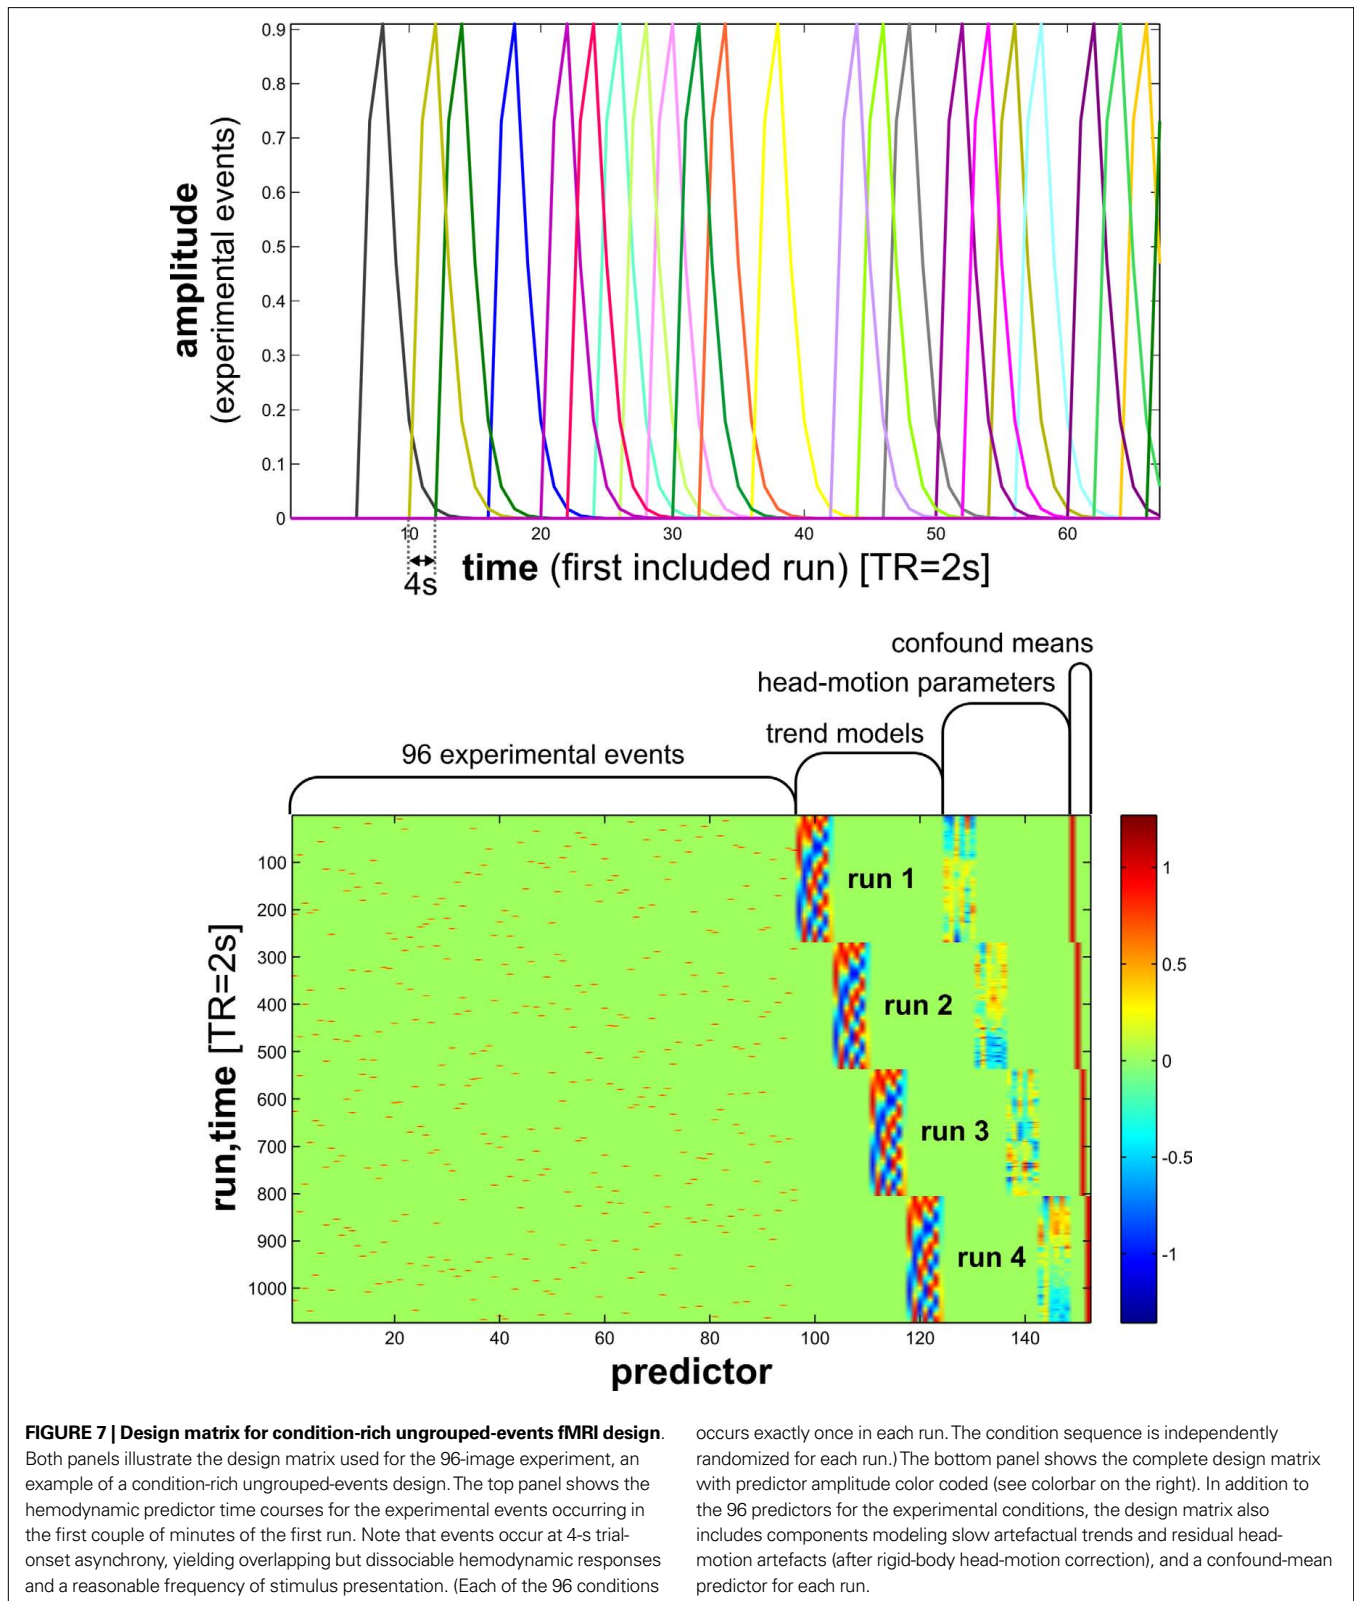 0.9
0.8
0.7
0.6
0.5
0.4
0.3
0.2
0.1
0
amplitude
(experimental events)
10 20 30 40 50 60
4s
time (first included run) [TR=2s]
confound means
head-motion parameters
trend models
96 experimental events
run 1
run 2
run 3
run 4
100
200
300
400
500
600
700
800
900
1000
run,time [TR=2s]
20 40 60 80 100 120 140
predictor
1
0.5
0
-0.5
-1
FIGURE 7 | Design matrix for condition-rich ungrouped-events fMRI design.
Both panels illustrate the design matrix used for the 96-image experiment, an
example of a condition-rich ungrouped-events design. The top panel shows the
hemodynamic predictor time courses for the experimental events occurring in
the first couple of minutes of the first run. Note that events occur at 4-s trial-
onset asynchrony, yielding overlapping but dissociable hemodynamic responses
and a reasonable frequency of stimulus presentation. (Each of the 96 conditions
occurs exactly once in each run. The condition sequence is independently
randomized for each run.) The bottom panel shows the complete design matrix
with predictor amplitude color coded (see colorbar on the right). In addition to
the 96 predictors for the experimental conditions, the design matrix also
includes components modeling slow artefactual trends and residual head-
motion artefacts (after rigid-body head-motion correction), and a confound-mean
predictor for each run.